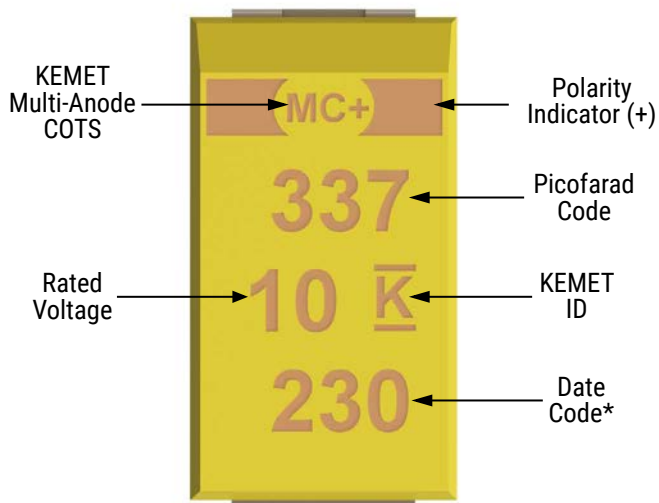 KEMET
Multi-Anode
COTS
MC+
Polarity
Indicator (+)
337
Picofarad
Code
Rated
Voltage
10 K
KEMET
ID
230
Date
Code*